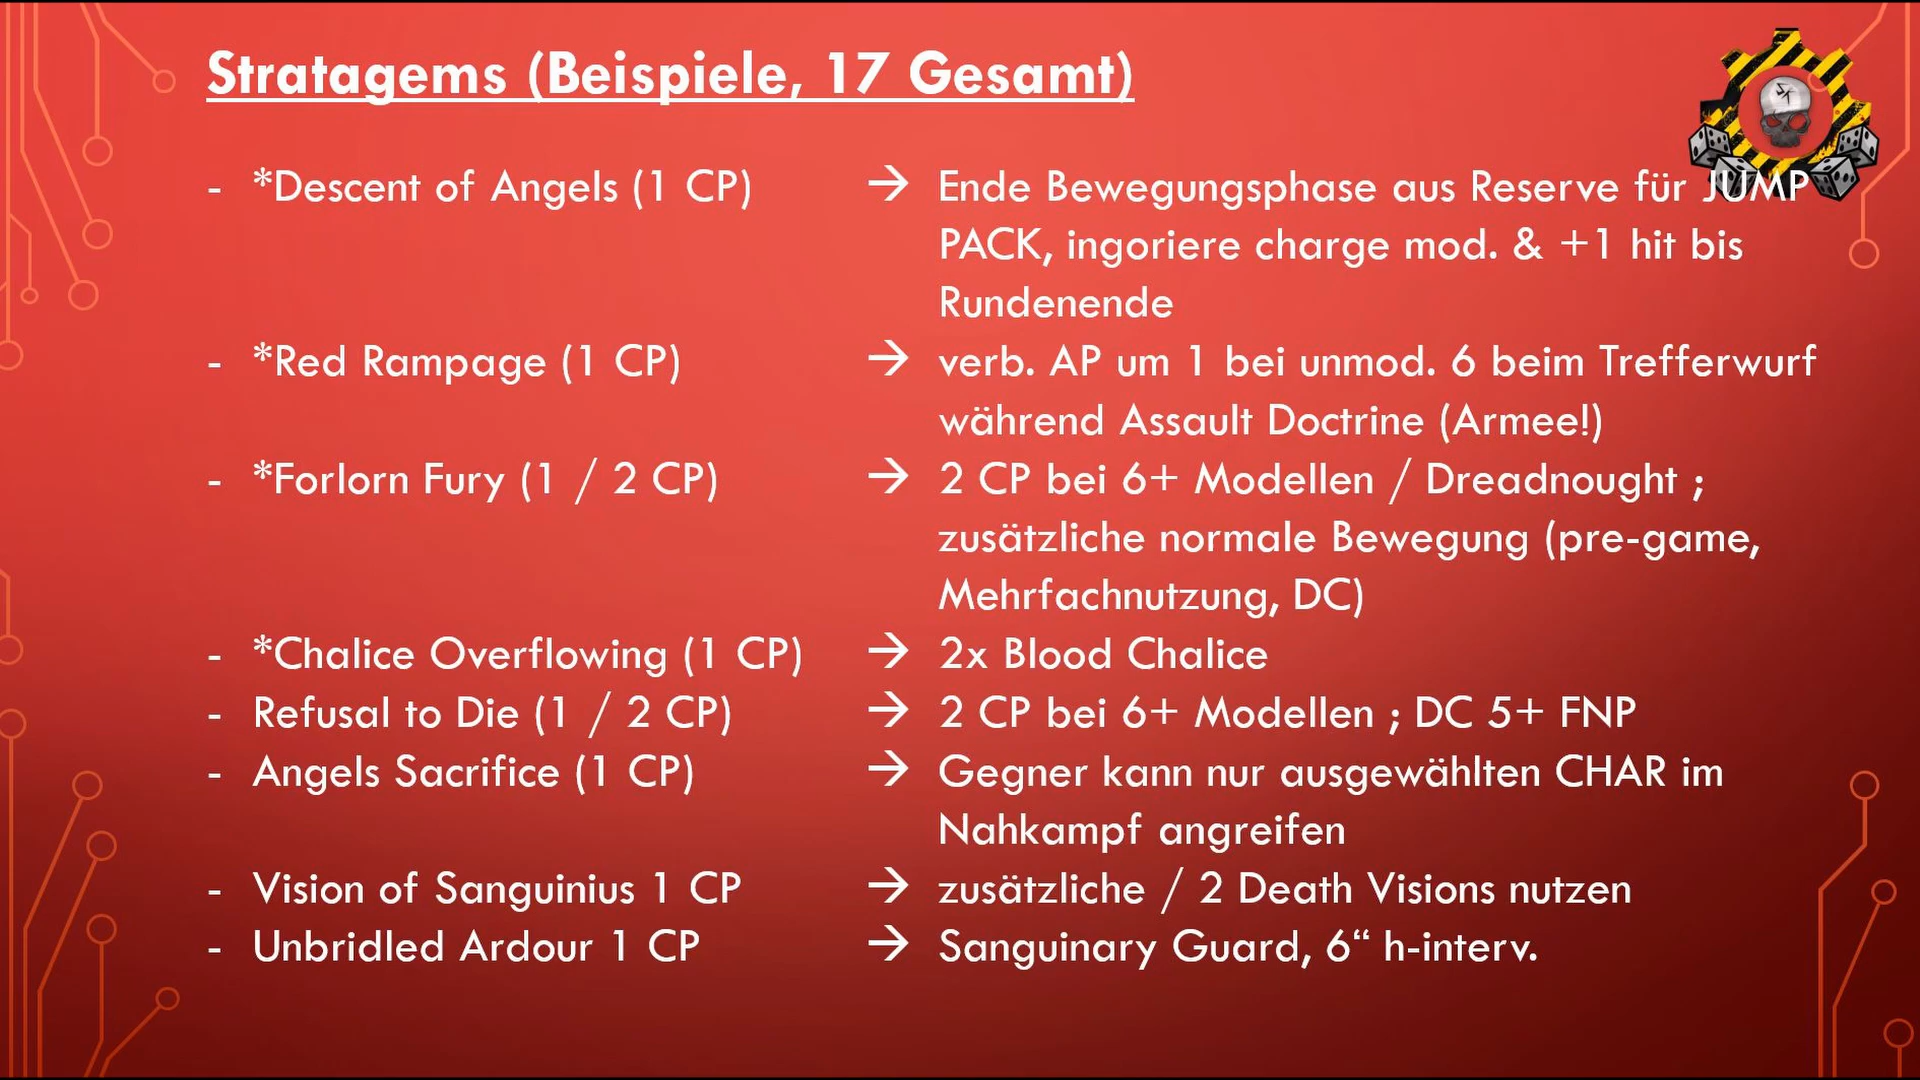 Stratagems (Beispiele, 17 Gesamt)
- *Descent of Angels (1 CP) → Ende Bewegungsphase aus Reserve für JUMP
PACK, ingoriere charge mod. & +1 hit bis
Rundenende
- *Red Rampage (1 CP) → verb. AP um 1 bei unmod. 6 beim Trefferwurf
während Assault Doctrine (Armee!)
- *Forlorn Fury (1 / 2 CP) → 2 CP bei 6+ Modellen / Dreadnought ;
zusätzliche normale Bewegung (pre-game,
Mehrfachnutzung, DC)
- *Chalice Overflowing (1 CP) → 2x Blood Chalice
- Refusal to Die (1 / 2 CP) → 2 CP bei 6+ Modellen ; DC 5+ FNP
- Angels Sacrifice (1 CP) → Gegner kann nur ausgewählten CHAR im
Nahkampf angreifen
- Vision of Sanguinius 1 CP → zusätzliche / 2 Death Visions nutzen
- Unbridled Ardour 1 CP → Sanguinary Guard, 6“ h-interv.